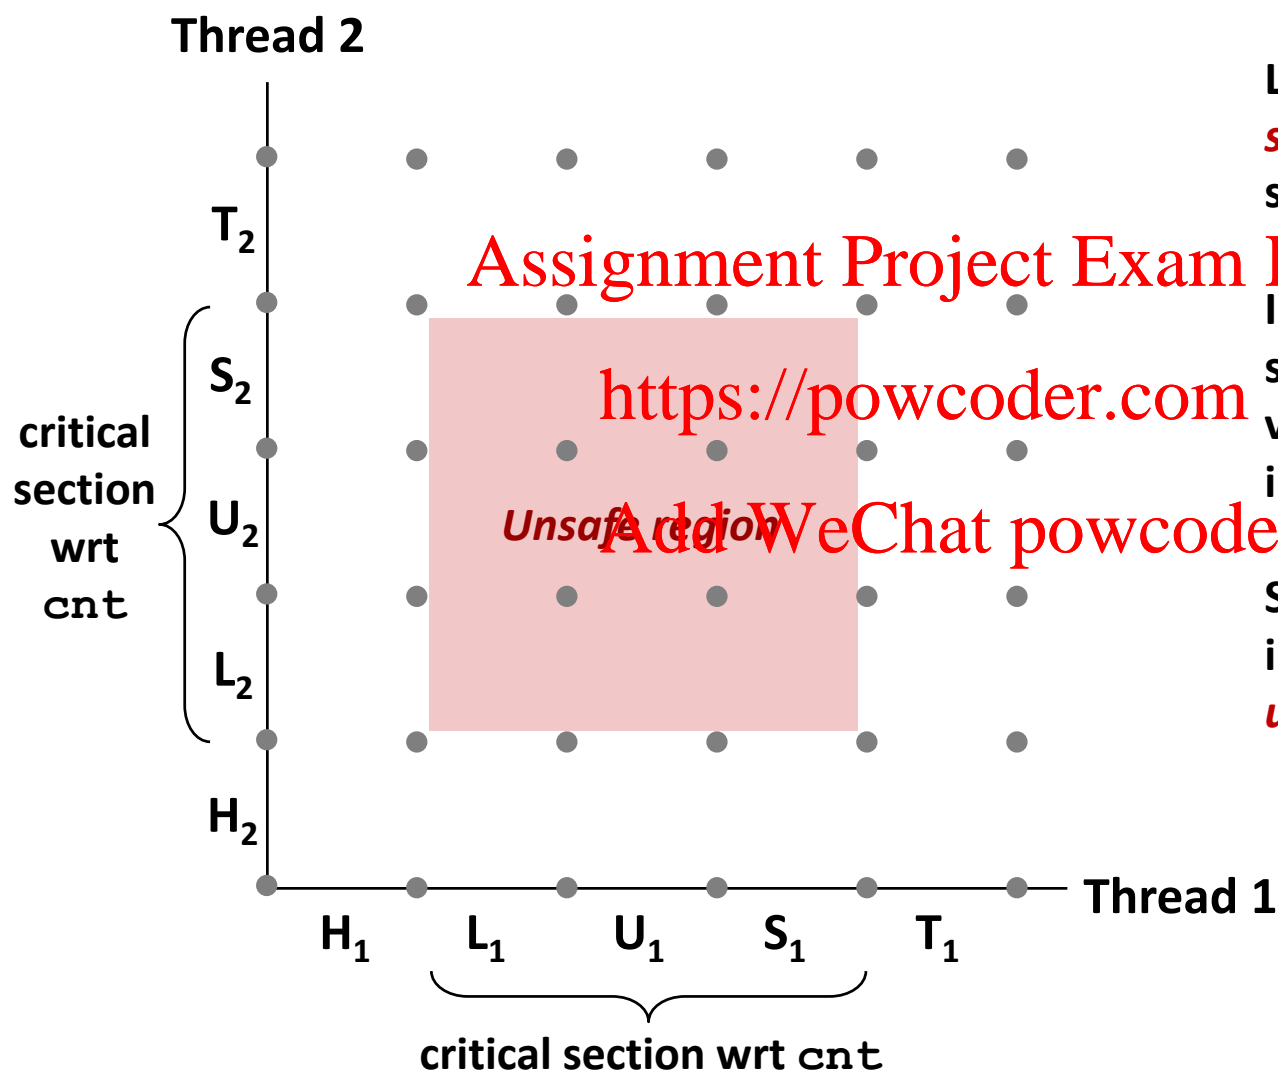 Thread 2
T2
Assignment Project Exam
S2
https://powcoder.com
critical
section
wrt
cnt
U2
Unsafe region
Add WeChat powcode
L2
H2
Thread 1
H1 L1 U1 S1 T1
critical section wrt cnt